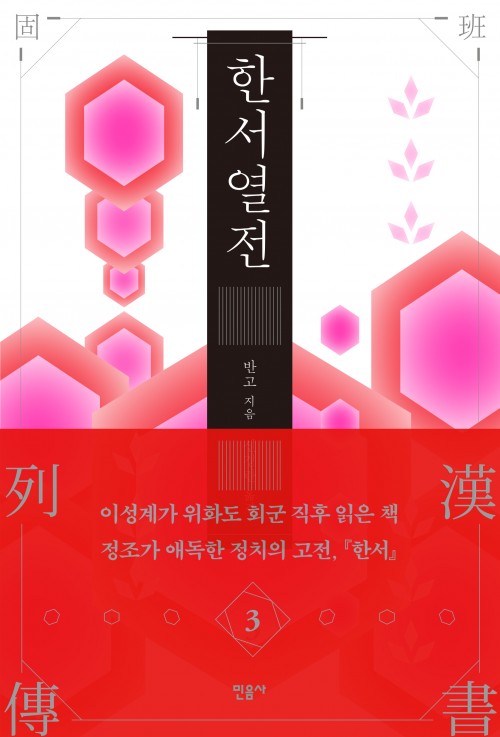 班固
한서열전
반고 지음
漢書
列傳
이성계가 위화도 회군 직후 읽은 책
정조가 애독한 정치의 고전, 『한서』
3
민음사